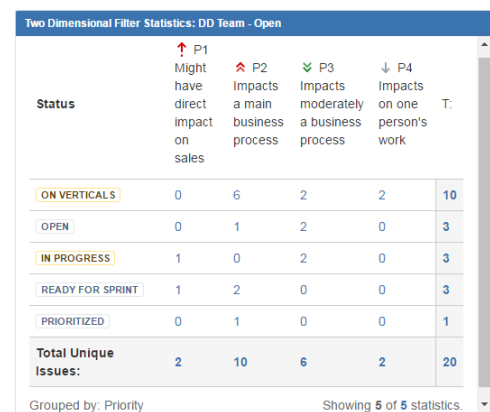 Two Dimensional Filter Statistics: DD Team - Open
Status
P1
Might
have
direct
impact
on
sales
P2
Impacts
a main
business
process
P3
Impacts
moderately
a business
process
P4
Impacts
on one
person's
work
T:
ON VERTICALS 0 6 2 2 10
OPEN 0 1 2 0 3
IN PROGRESS 1 0 2 0 3
READY FOR SPRINT 1 2 0 0 3
PRIORITIZED 0 1 0 0 1
Total Unique
Issues: 2 10 6 2 20
Grouped by: Priority Showing 5 of 5 statistics.